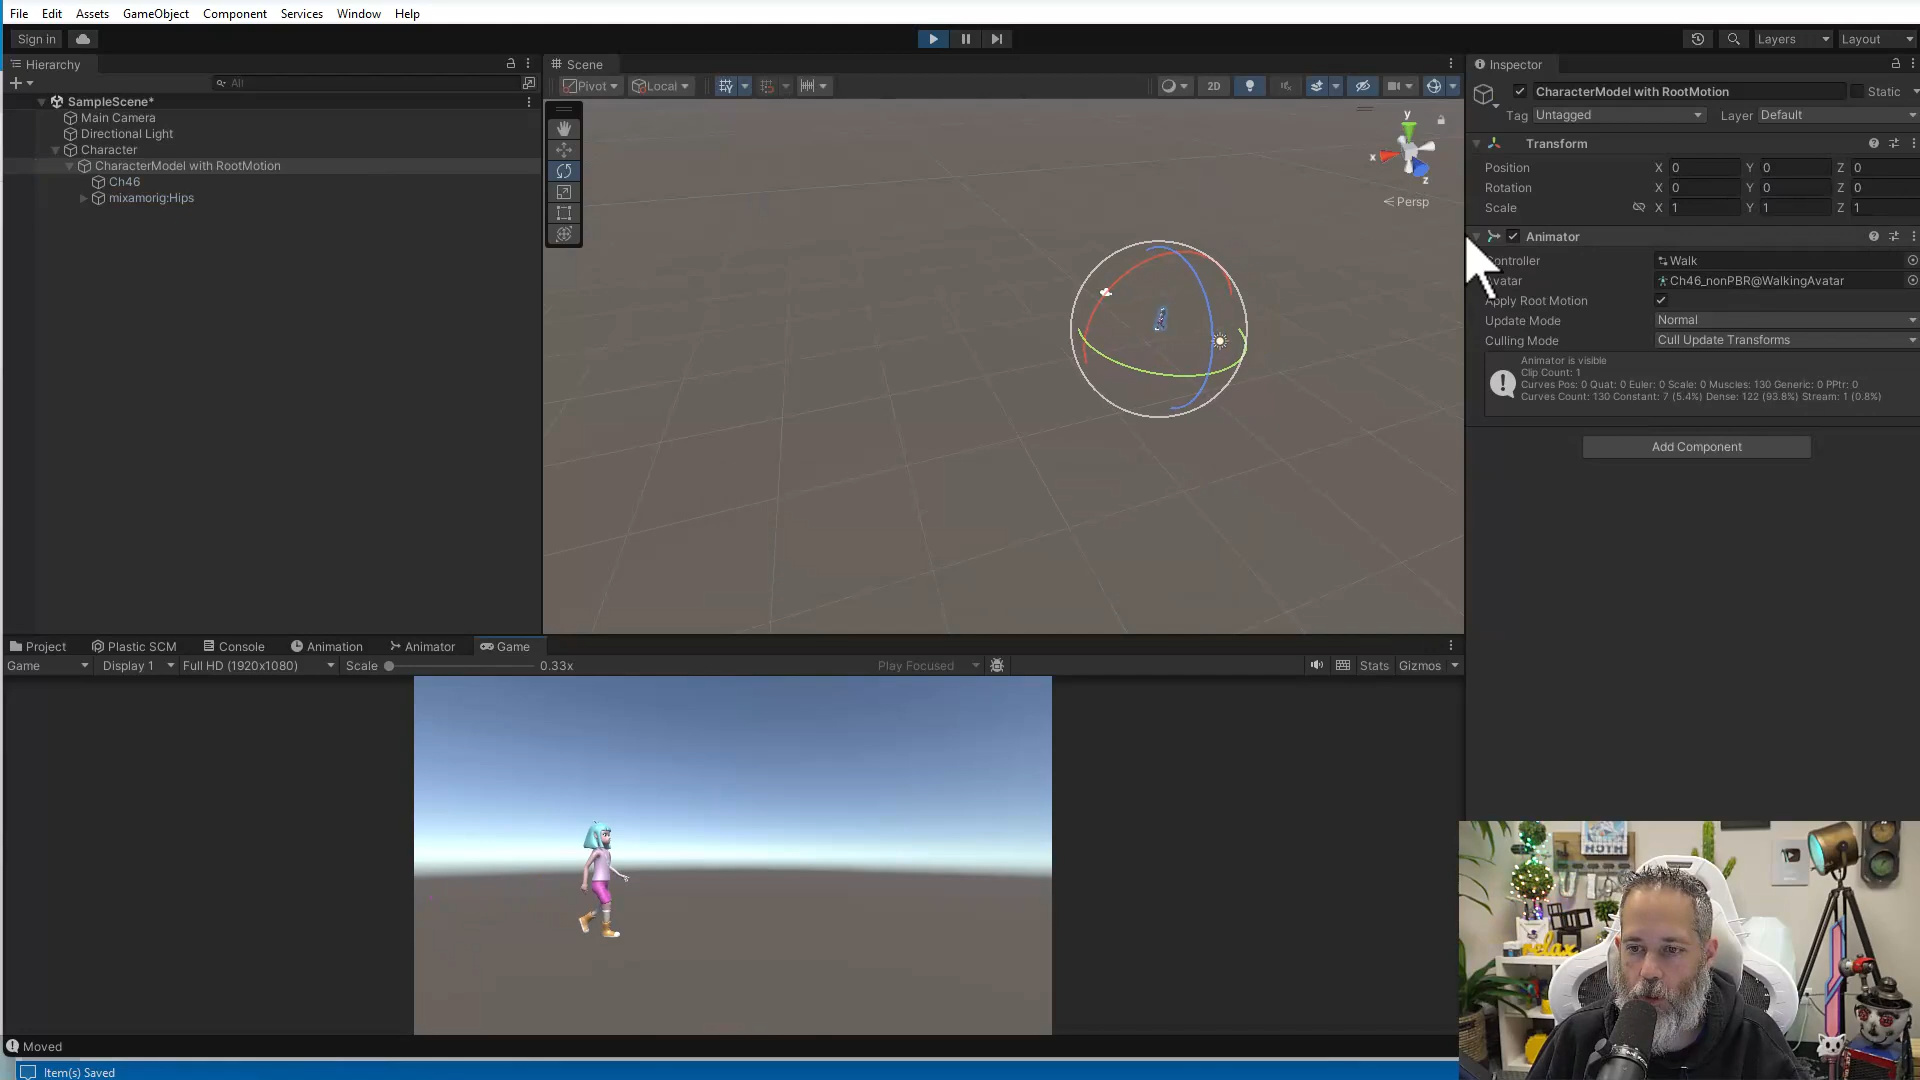 File Edit Assets GameObject Component Services Window Help
Sign in
Layers
Layout
Hierarchy
All
SampleScene*
Main Camera
Directional Light
Character
CharacterModel with RootMotion
Ch46
mixamorig:Hips
Scene
Pivot
Local
2D
y
x
z
Persp
Inspector
CharacterModel with RootMotion
Static
Tag Untagged
Layer Default
Transform
Position X 0 Y 0 Z 0
Rotation X 0 Y 0 Z 0
Scale X 1 Y 1 Z 1
Animator
Controller Walk
Avatar Ch46_nonPBR@WalkingAvatar
Apply Root Motion
Update Mode Normal
Culling Mode Cull Update Transforms
Animator is visible
Clip Count: 1
Curves Pos: 0 Quat: 0 Euler: 0 Scale: 0 Muscles: 130 Generic: 0 PPtr: 0
Curves Count: 130 Constant: 7 (5.4%) Dense: 122 (93.8%) Stream: 1 (0.8%)
Add Component
Project
Plastic SCM
Console
Animation
Animator
Game
Game
Display 1
Full HD (1920x1080)
Scale
0.33x
Play Focused
Stats
Gizmos
HOTH
relax
Moved
Item(s) Saved